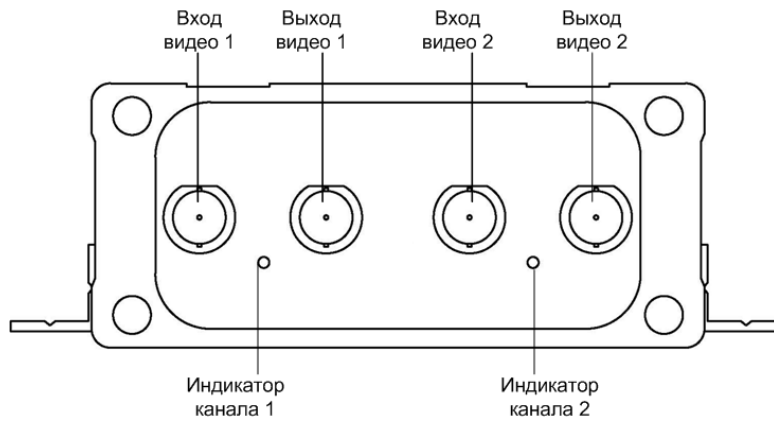 Вход
видео 1
Выход
видео 1
Вход
видео 2
Выход
видео 2
Индикатор
канала 1
Индикатор
канала 2